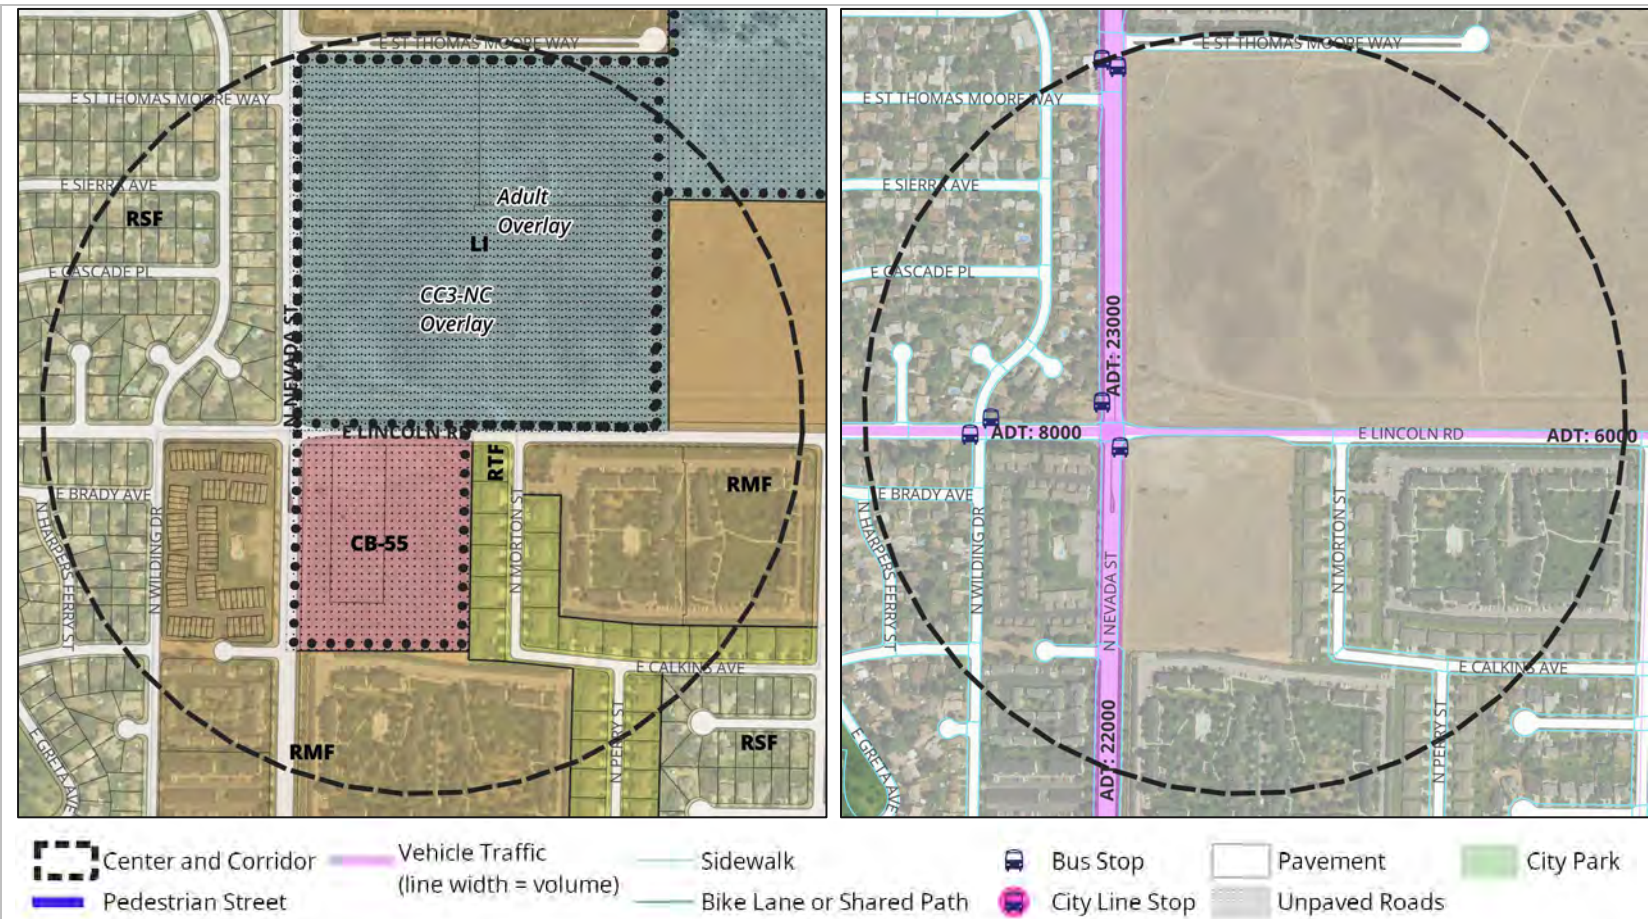 E ST THOMAS MOORE WAY
E ST THOMAS MOORE WAY
E SIERRA AVE
RSF
Adult
Overlay
LI
E CASCADE PL
CC3-NC
Overlay
N NEVADA ST
E LINCOLN RD
RTF
RMF
E BRADY AVE
N HARPERS FERRY ST
N WILDING DR
CB-55
N MORTON ST
E CALKINS AVE
E GRETA AVE
RMF
N PERRY ST
RSF
E ST THOMAS MOORE WAY
E ST THOMAS MOORE WAY
E SIERRA AVE
E CASCADE PL
ADT: 23000
ADT: 8000
E LINCOLN RD
ADT: 6000
E BRADY AVE
N HARPERS FERRY ST
N WILDING DR
N NEVADA ST
N MORTON ST
E CALKINS AVE
E GRETA AVE
ADT: 22000
N PERRY ST
Center and Corridor
Pedestrian Street
Vehicle Traffic
(line width = volume)
Sidewalk
Bike Lane or Shared Path
Bus Stop
City Line Stop
Pavement
Unpaved Roads
City Park